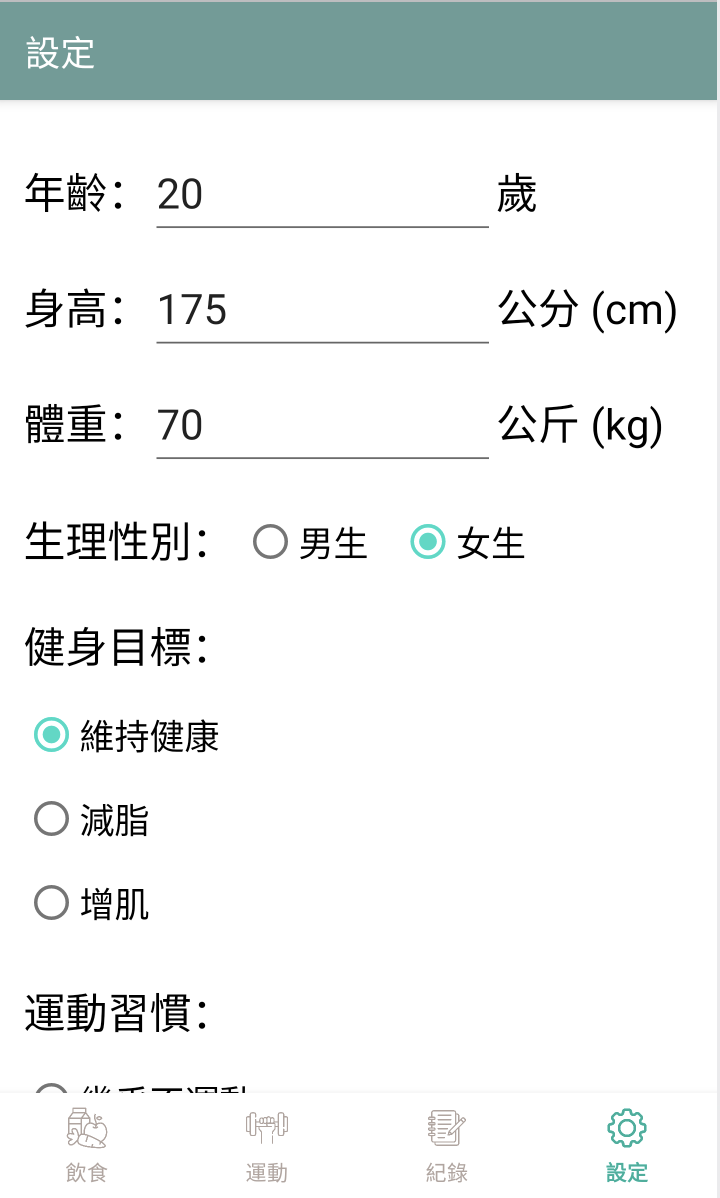 設定
年齡： 20 歲
身高： 175 公分 (cm)
體重： 70 公斤 (kg)
生理性別： 男生 女生
健身目標：
維持健康
減脂
增肌
運動習慣：
飲食 運動 紀錄 設定